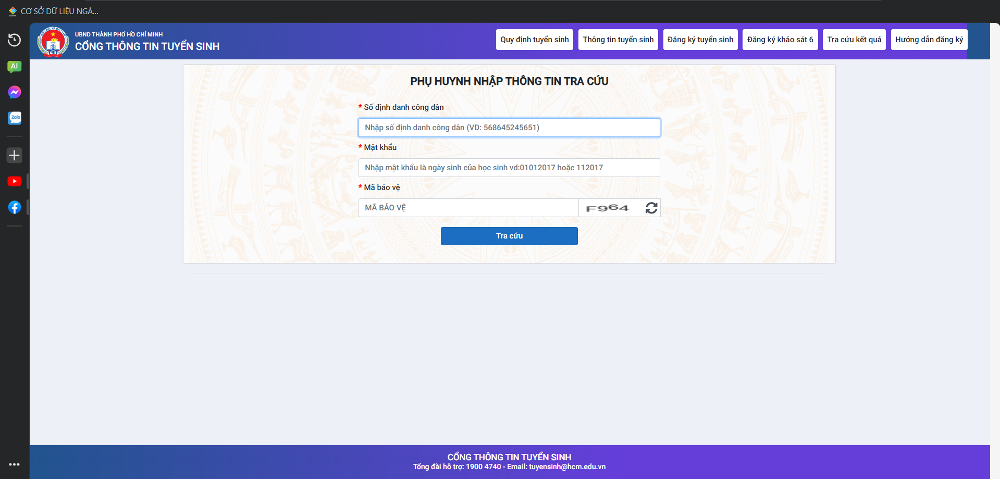 CƠ SỞ DỮ LIỆU NGÀ...
UBND THÀNH PHỐ HỒ CHÍ MINH
CỔNG THÔNG TIN TUYỂN SINH
Quy định tuyển sinh
Thông tin tuyển sinh
Đăng ký tuyển sinh
Đăng ký khảo sát 6
Tra cứu kết quả
Hướng dẫn đăng ký
AI
Zalo
PHỤ HUYNH NHẬP THÔNG TIN TRA CỨU
* Số định danh công dân
Nhập số định danh công dân (VD: 568645245651)
* Mật khẩu
Nhập mật khẩu là ngày sinh của học sinh vd:01012017 hoặc 112017
* Mã bảo vệ
MÃ BẢO VỆ
F964
Tra cứu
CỔNG THÔNG TIN TUYỂN SINH
Tổng đài hỗ trợ: 1900 4740 - Email: tuyensinh@hcm.edu.vn